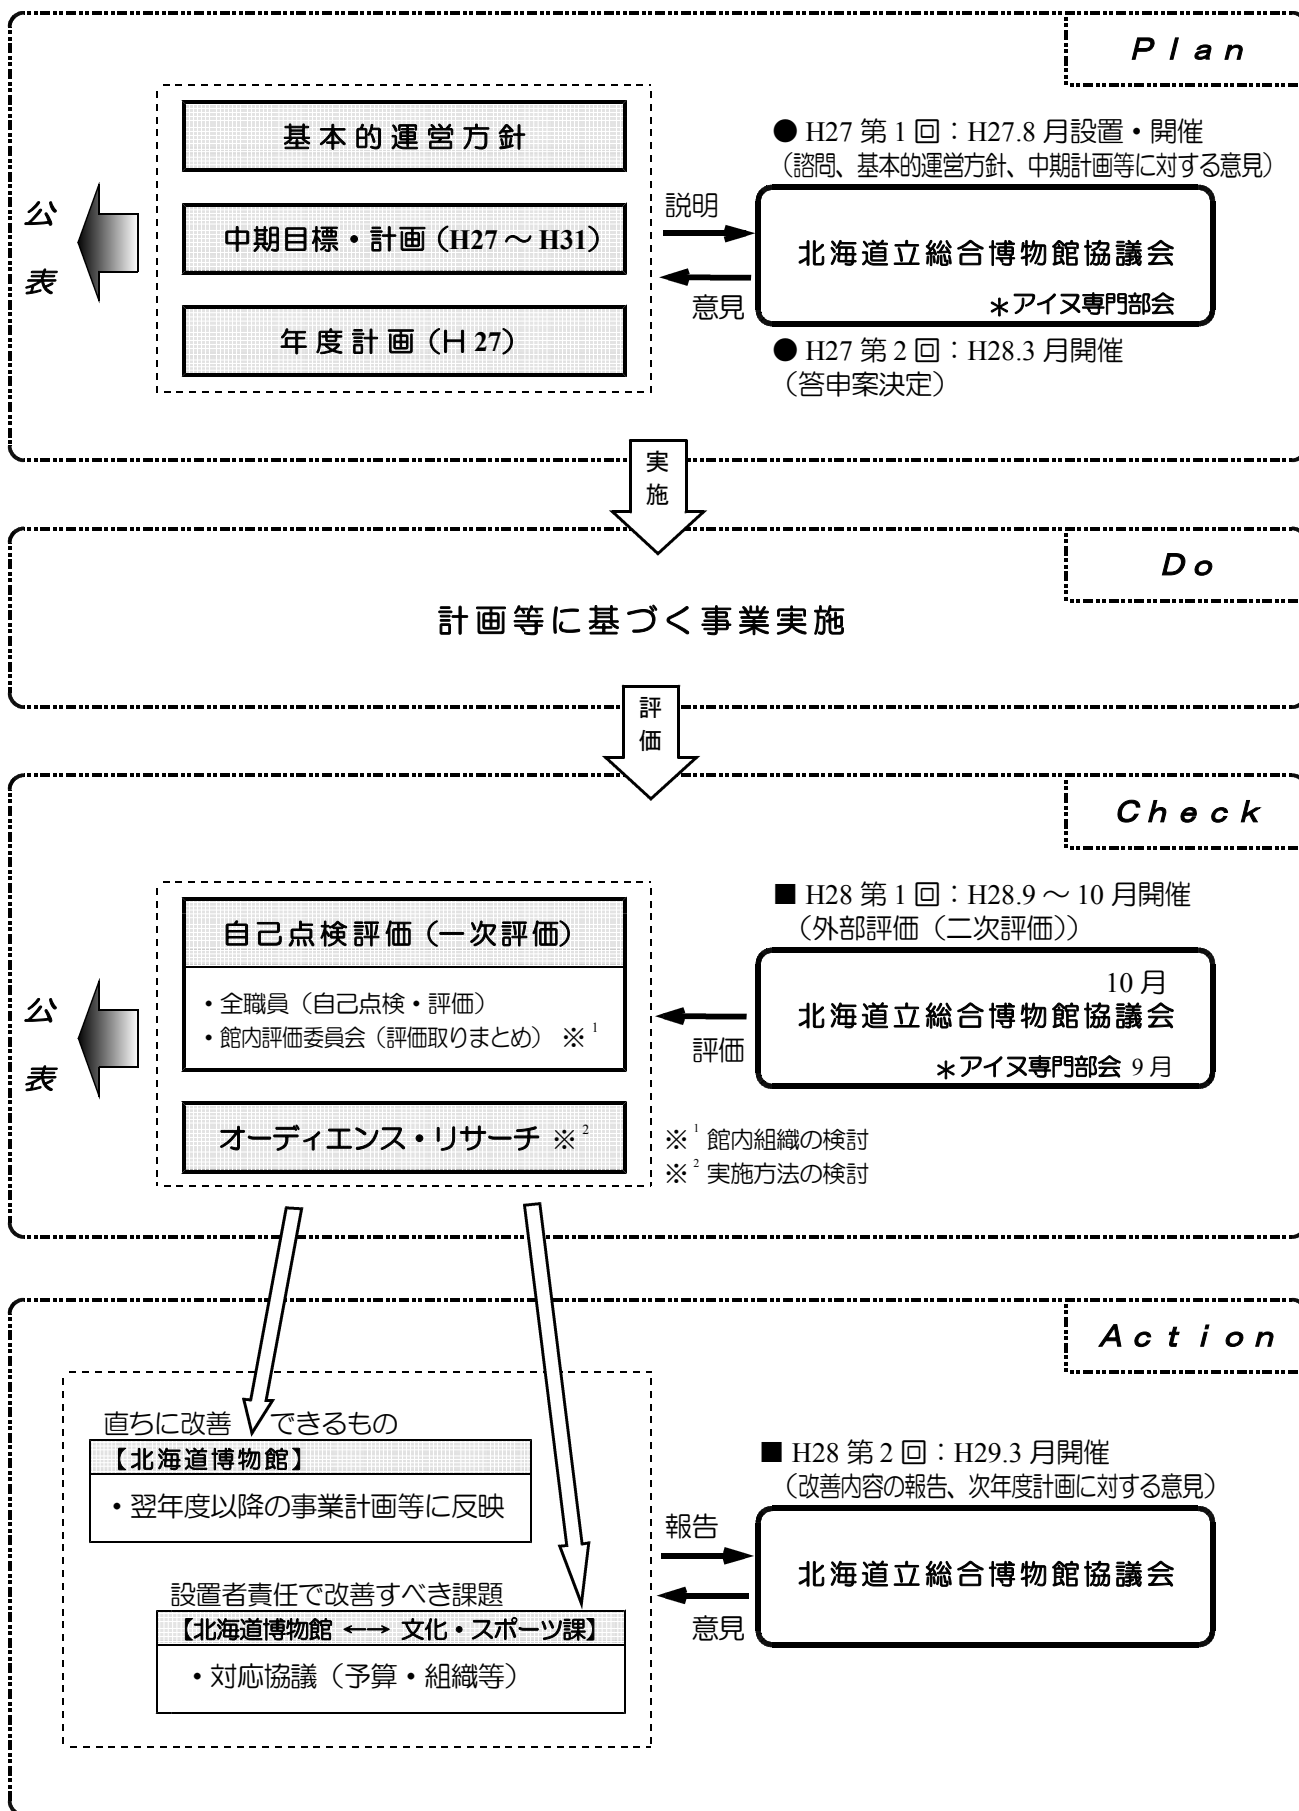 Plan
基本的運営方針
中期目標・計画（H27～H31）
年度計画（H27）
公表
説明
意見
● H27 第1回：H27.8月設置・開催
（諮問、基本的運営方針、中期計画等に対する意見）
北海道立総合博物館協議会
＊アイヌ専門部会
● H27 第2回：H28.3月開催
（答申案決定）
実施
Do
計画等に基づく事業実施
評価
Check
自己点検評価（一次評価）
・全職員（自己点検・評価）
・館内評価委員会（評価取りまとめ） ※1
オーディエンス・リサーチ ※2
公表
評価
■ H28 第1回：H28.9～10月開催
（外部評価（二次評価））
10月
北海道立総合博物館協議会
＊アイヌ専門部会 9月
※1 館内組織の検討
※2 実施方法の検討
Action
直ちに改善できるもの
【北海道博物館】
・翌年度以降の事業計画等に反映
設置者責任で改善すべき課題
【北海道博物館 ←→ 文化・スポーツ課】
・対応協議（予算・組織等）
報告
意見
■ H28 第2回：H29.3月開催
（改善内容の報告、次年度計画に対する意見）
北海道立総合博物館協議会